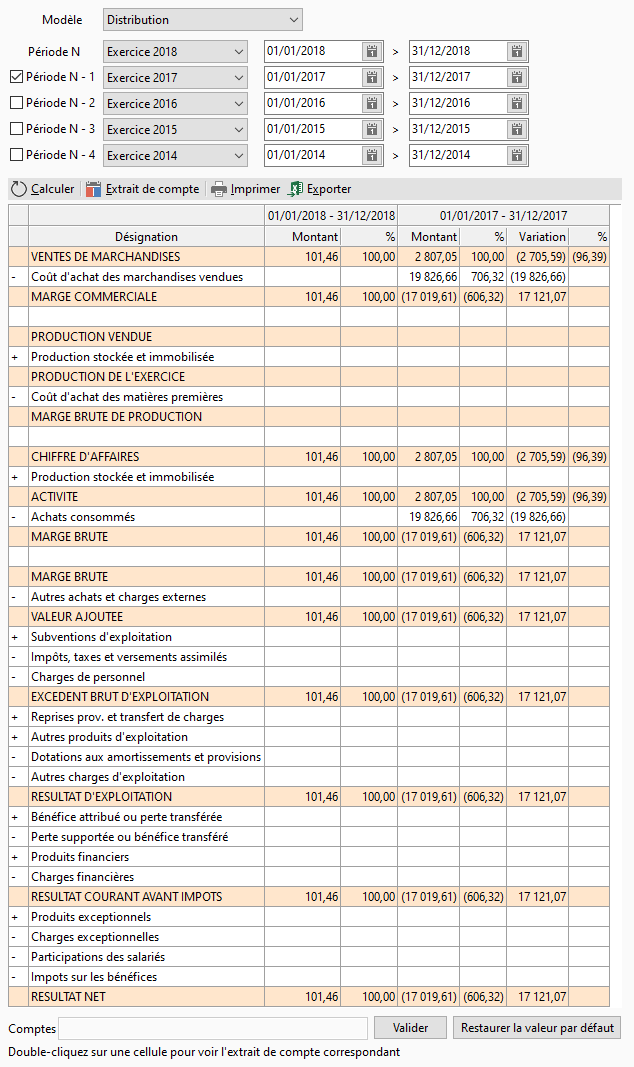 Modèle Distribution
Période N Exercice 2018 01/01/2018 > 31/12/2018
Période N - 1 Exercice 2017 01/01/2017 > 31/12/2017
Période N - 2 Exercice 2016 01/01/2016 > 31/12/2016
Période N - 3 Exercice 2015 01/01/2015 > 31/12/2015
Période N - 4 Exercice 2014 01/01/2014 > 31/12/2014
Calculer Extrait de compte Imprimer Exporter
01/01/2018 - 31/12/2018 01/01/2017 - 31/12/2017
Désignation Montant % Montant % Variation %
VENTES DE MARCHANDISES 101,46 100,00 2 807,05 100,00 (2 705,59) (96,39)
- Coût d'achat des marchandises vendues 19 826,66 706,32 (19 826,66)
MARGE COMMERCIALE 101,46 100,00 (17 019,61) (606,32) 17 121,07
PRODUCTION VENDUE
+ Production stockée et immobilisée
PRODUCTION DE L'EXERCICE
- Coût d'achat des matières premières
MARGE BRUTE DE PRODUCTION
CHIFFRE D'AFFAIRES 101,46 100,00 2 807,05 100,00 (2 705,59) (96,39)
+ Production stockée et immobilisée
ACTIVITE 101,46 100,00 2 807,05 100,00 (2 705,59) (96,39)
- Achats consommés 19 826,66 706,32 (19 826,66)
MARGE BRUTE 101,46 100,00 (17 019,61) (606,32) 17 121,07
MARGE BRUTE 101,46 100,00 (17 019,61) (606,32) 17 121,07
- Autres achats et charges externes
VALEUR AJOUTEE 101,46 100,00 (17 019,61) (606,32) 17 121,07
+ Subventions d'exploitation
- Impôts, taxes et versements assimilés
- Charges de personnel
EXCEDENT BRUT D'EXPLOITATION 101,46 100,00 (17 019,61) (606,32) 17 121,07
+ Reprises prov. et transfert de charges
+ Autres produits d'exploitation
- Dotations aux amortissements et provisions
- Autres charges d'exploitation
RESULTAT D'EXPLOITATION 101,46 100,00 (17 019,61) (606,32) 17 121,07
+ Bénéfice attribué ou perte transférée
- Perte supportée ou bénéfice transféré
+ Produits financiers
- Charges financières
RESULTAT COURANT AVANT IMPOTS 101,46 100,00 (17 019,61) (606,32) 17 121,07
+ Produits exceptionnels
- Charges exceptionnelles
- Participations des salariés
- Impots sur les bénéfices
RESULTAT NET 101,46 100,00 (17 019,61) (606,32) 17 121,07
Comptes Valider Restaurer la valeur par défaut
Double-cliquez sur une cellule pour voir l'extrait de compte correspondant